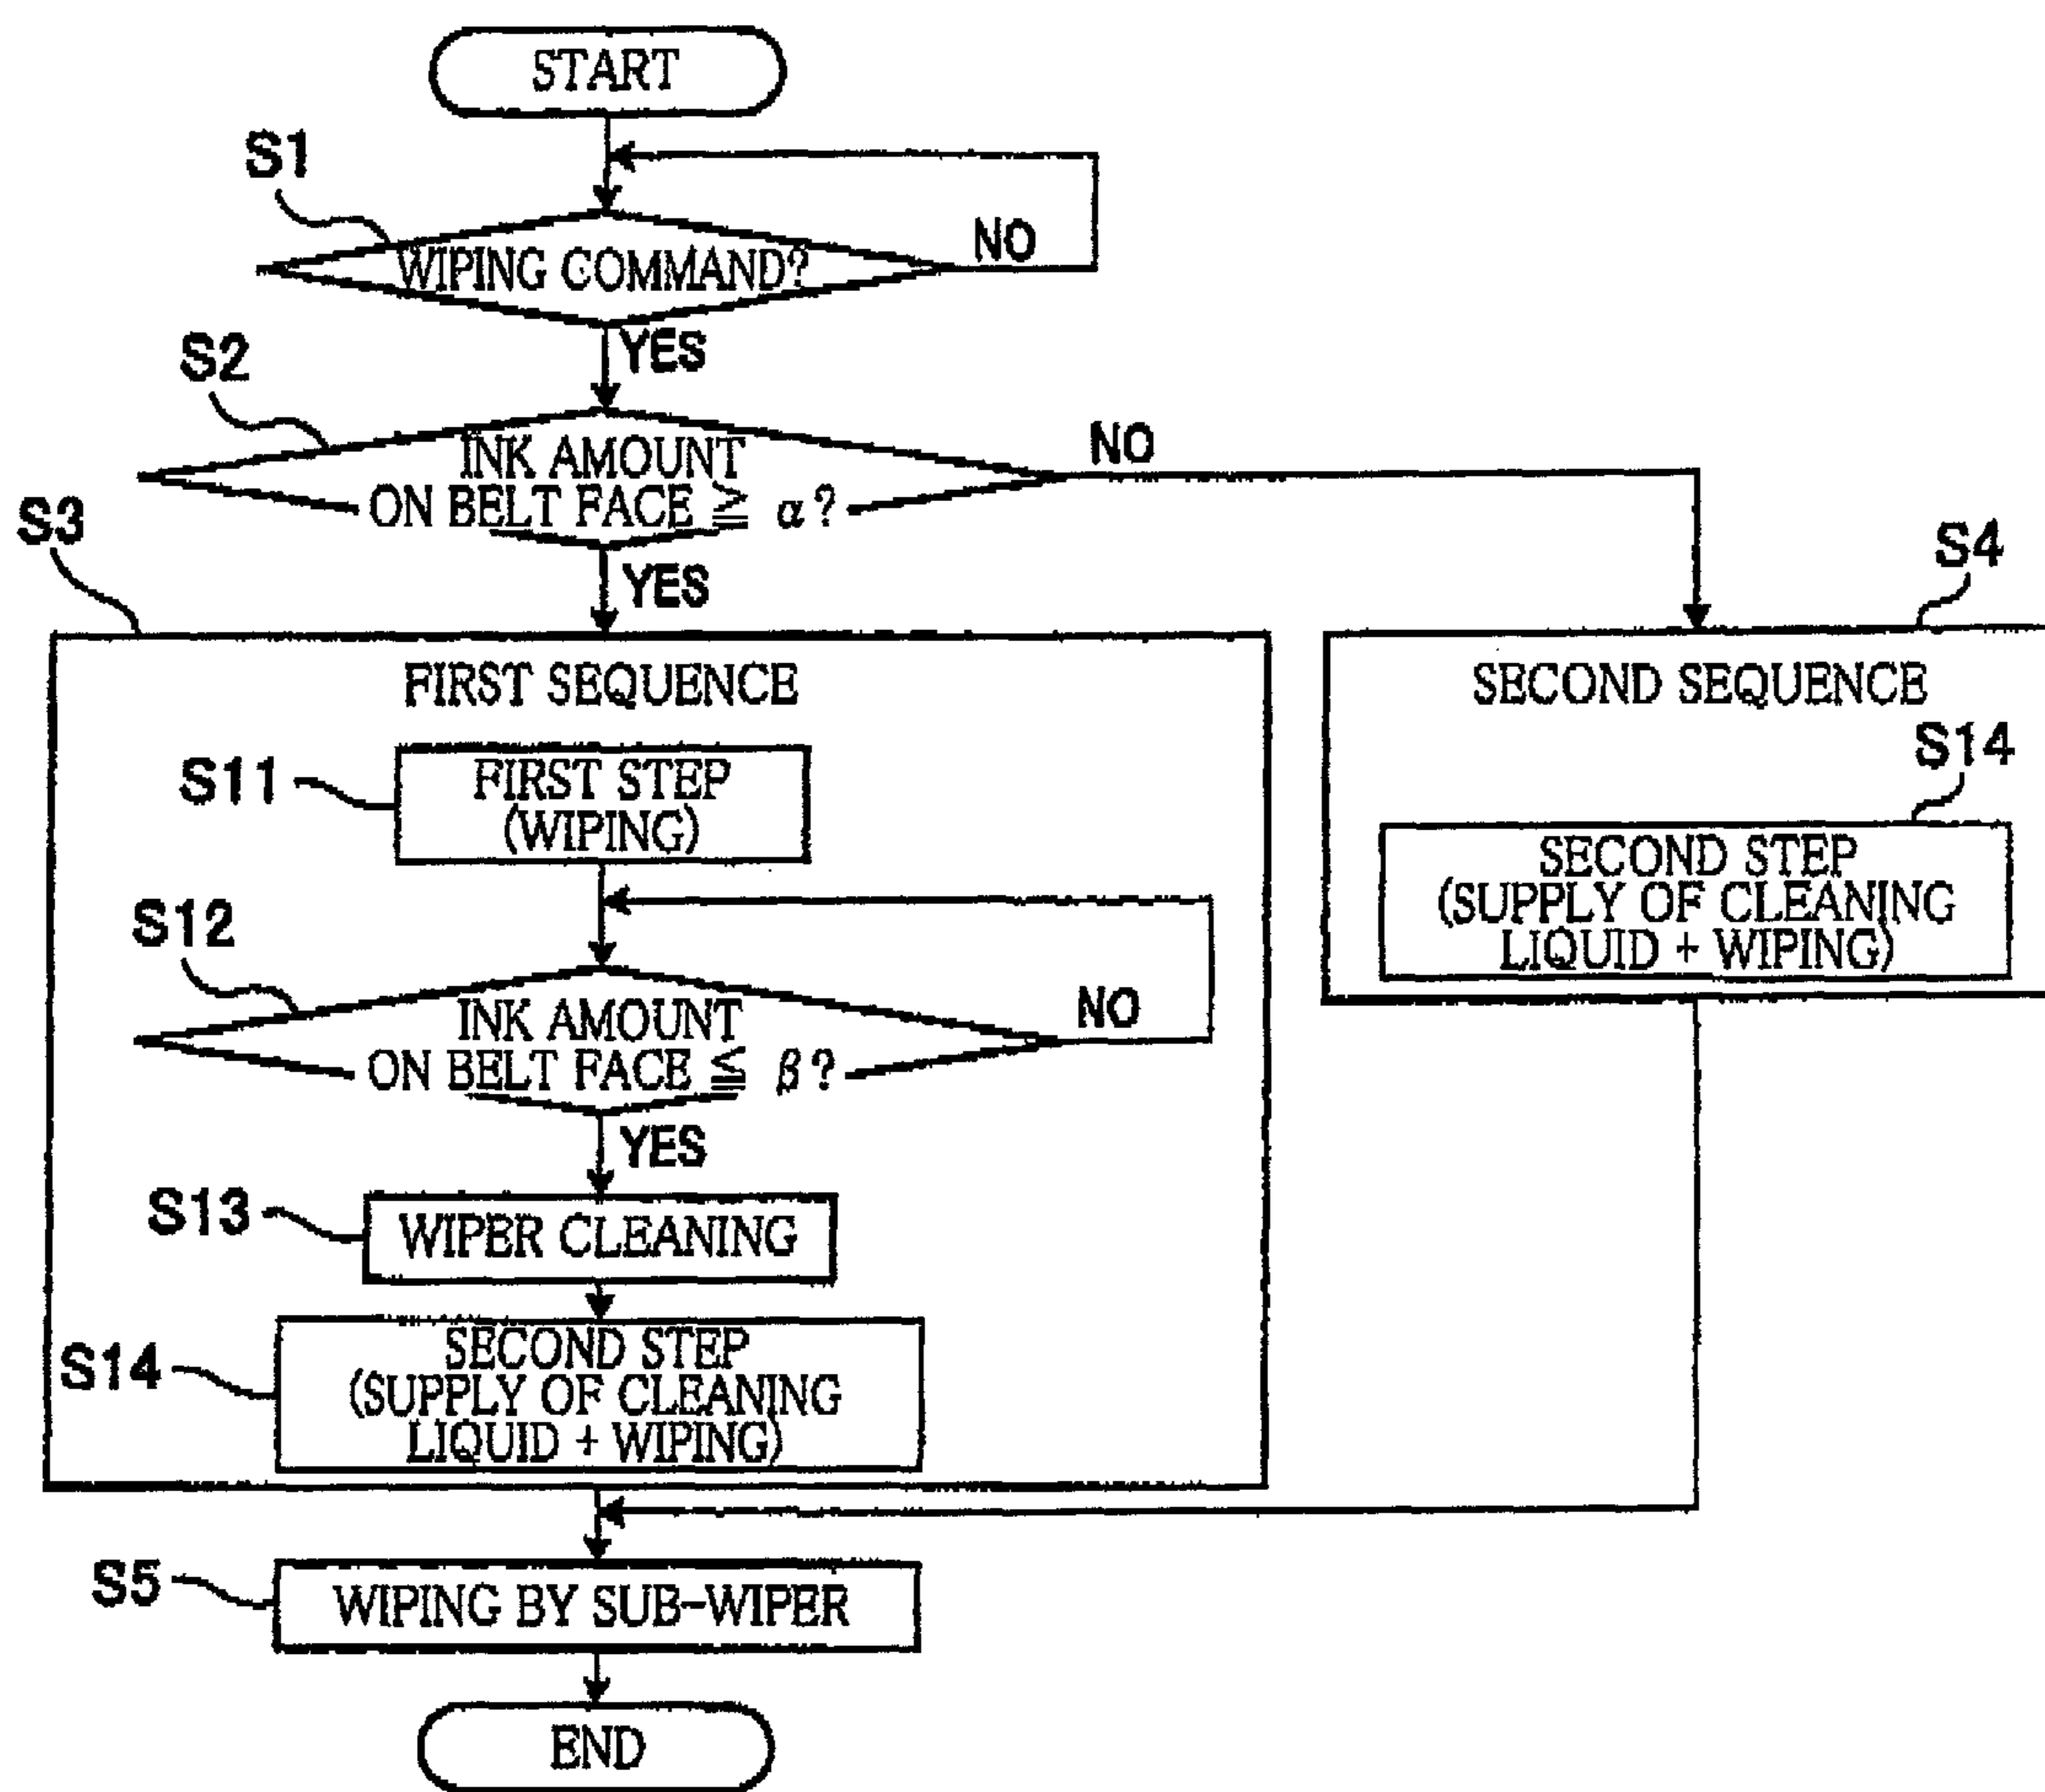 START
S1
WIPING COMMAND?
NO
YES
S2
INK AMOUNT
ON BELT FACE ≧ α?
NO
YES
S3
FIRST SEQUENCE
S11
FIRST STEP
(WIPING)
S12
INK AMOUNT
ON BELT FACE ≦ β?
NO
YES
S13
WIPER CLEANING
S14
SECOND STEP
(SUPPLY OF CLEANING
LIQUID + WIPING)
S4
SECOND SEQUENCE
S14
SECOND STEP
(SUPPLY OF CLEANING
LIQUID + WIPING)
S5
WIPING BY SUB-WIPER
END